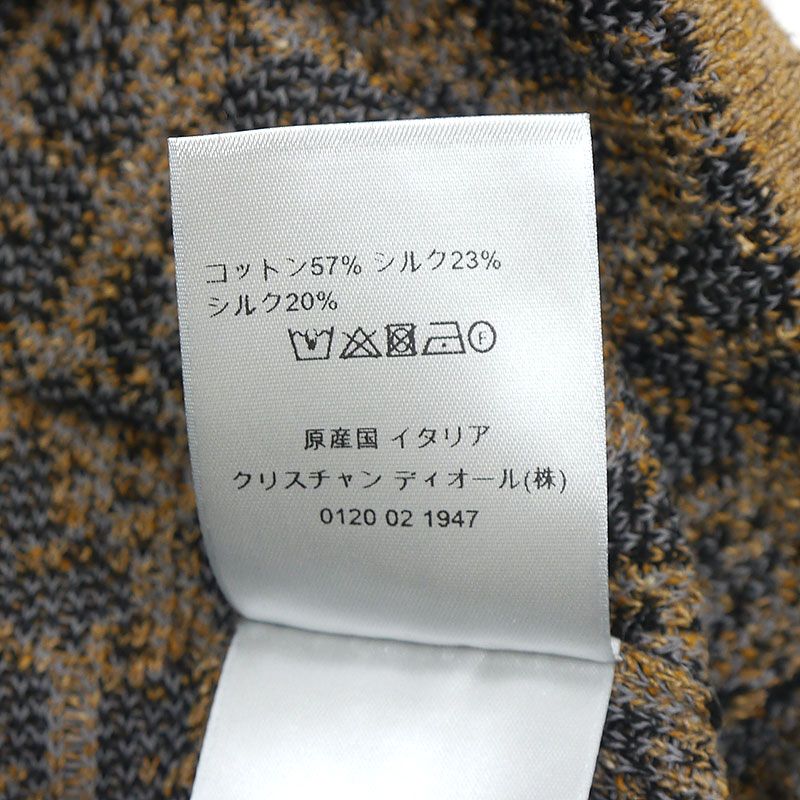 コットン57% シルク23%
シルク20%
F
原産国 イタリア
クリスチャン ディオール(株)
0120 02 1947